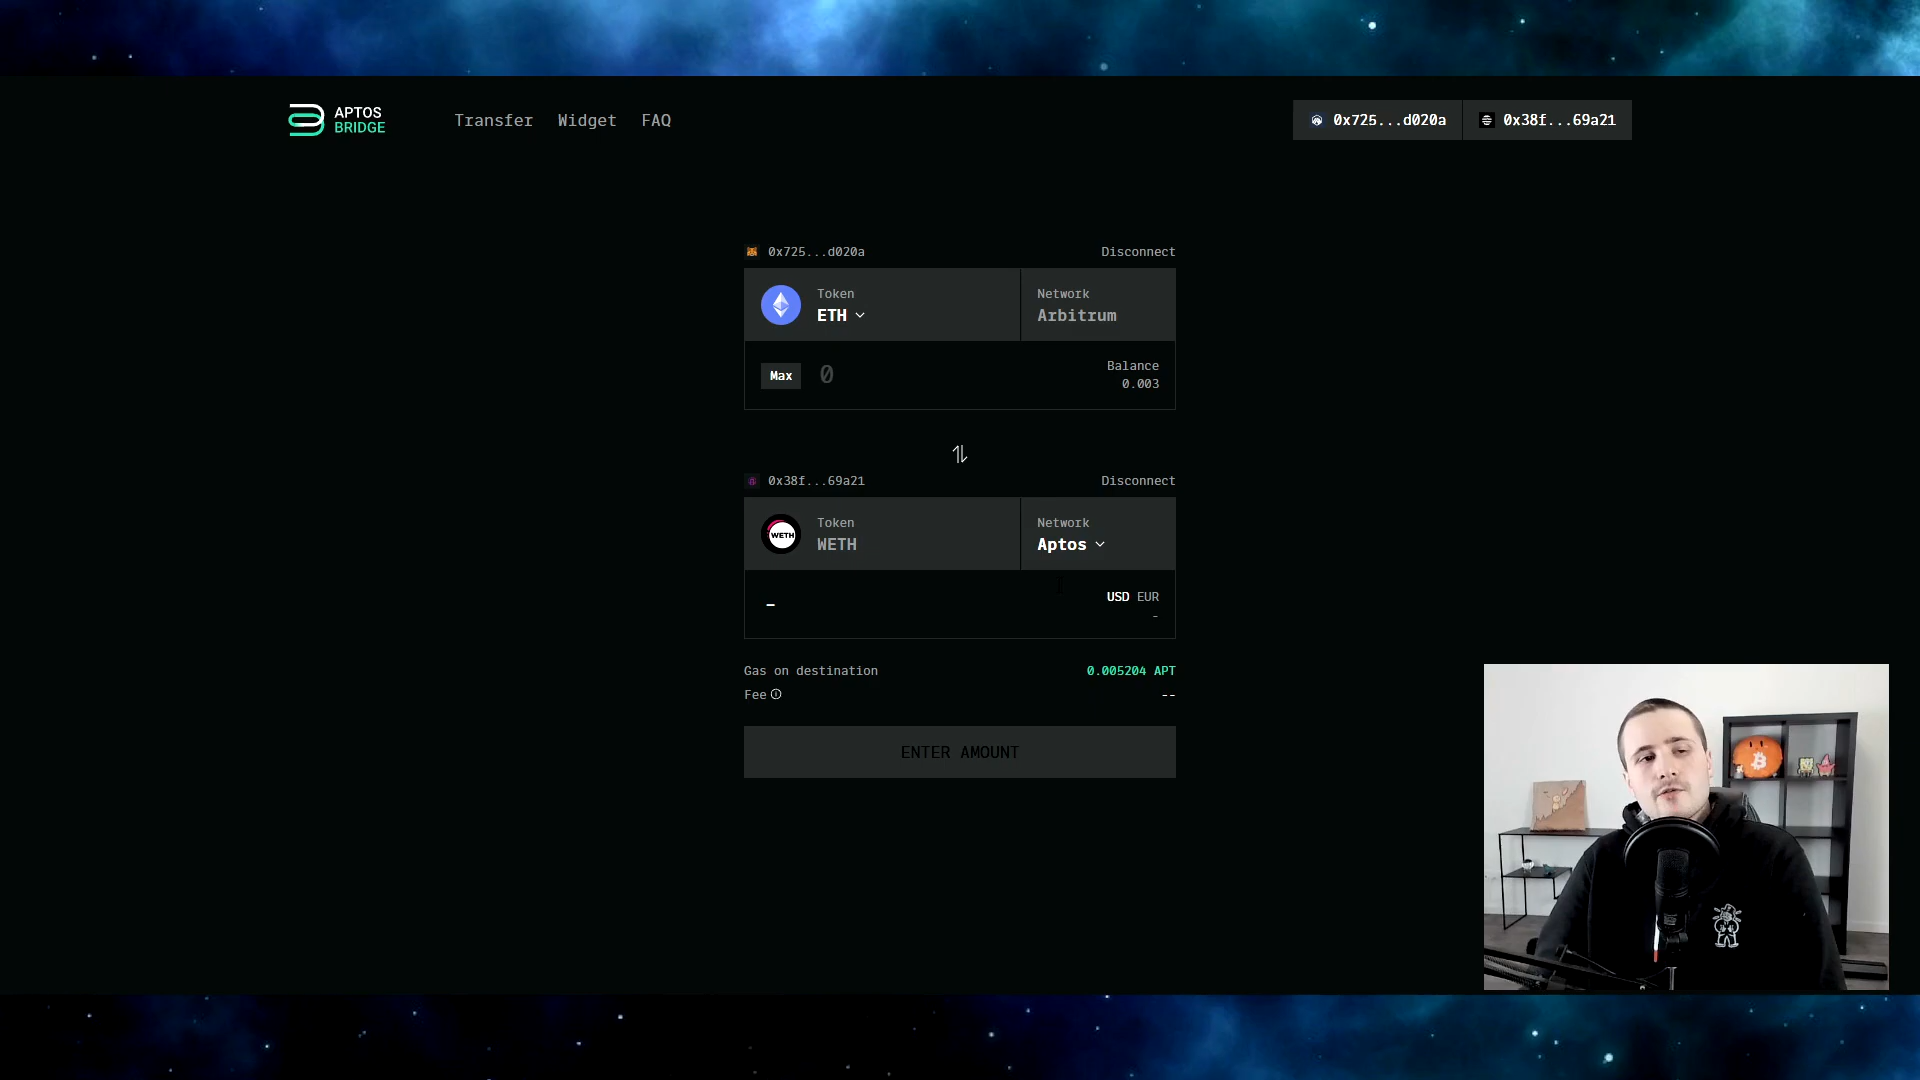 APTOS
BRIDGE
Transfer
Widget
FAQ
0x725...d020a
0x38f...69a21
0x725...d020a
Disconnect
Token
ETH
Network
Arbitrum
Max
0
Balance
0.003
0x38f...69a21
Disconnect
WETH
Token
WETH
Network
Aptos
–
USD EUR
-
Gas on destination
0.005204 APT
Fee
--
ENTER AMOUNT